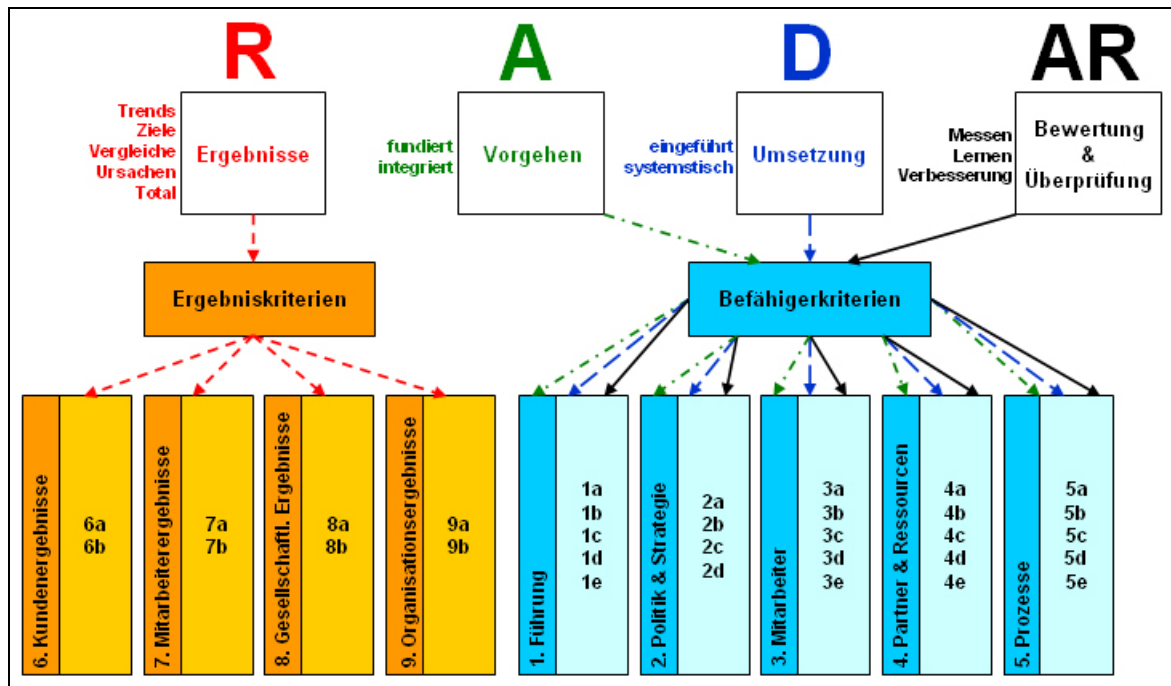 R
A
D
AR
Trends
Ziele
Vergleiche
Ursachen
Total
Ergebnisse
fundiert
integriert
Vorgehen
eingeführt
systemstisch
Umsetzung
Messen
Lernen
Verbesserung
Bewertung
&
Überprüfung
Ergebniskriterien
Befähigerkriterien
6. Kundenergebnisse
6a
6b
7. Mitarbeiterergebnisse
7a
7b
8. Gesellschaftl. Ergebnisse
8a
8b
9. Organisationsergebnisse
9a
9b
1. Führung
1a
1b
1c
1d
1e
2. Politik & Strategie
2a
2b
2c
2d
3. Mitarbeiter
3a
3b
3c
3d
3e
4. Partner & Ressourcen
4a
4b
4c
4d
4e
5. Prozesse
5a
5b
5c
5d
5e